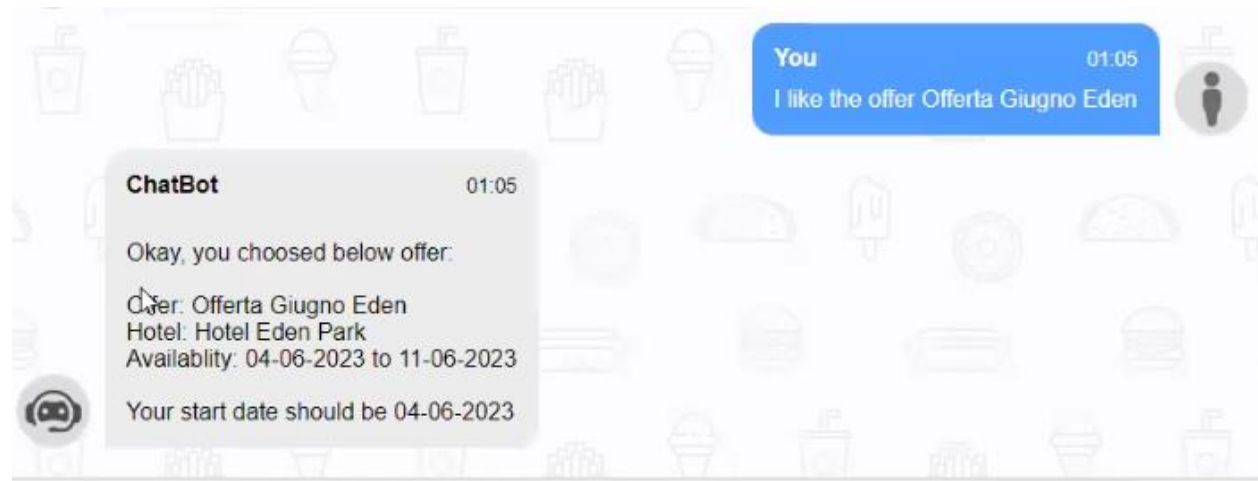 You 01:05
I like the offer Offerta Giugno Eden
ChatBot 01:05
Okay, you choosed below offer:
Offer: Offerta Giugno Eden
Hotel: Hotel Eden Park
Availablity: 04-06-2023 to 11-06-2023
Your start date should be 04-06-2023